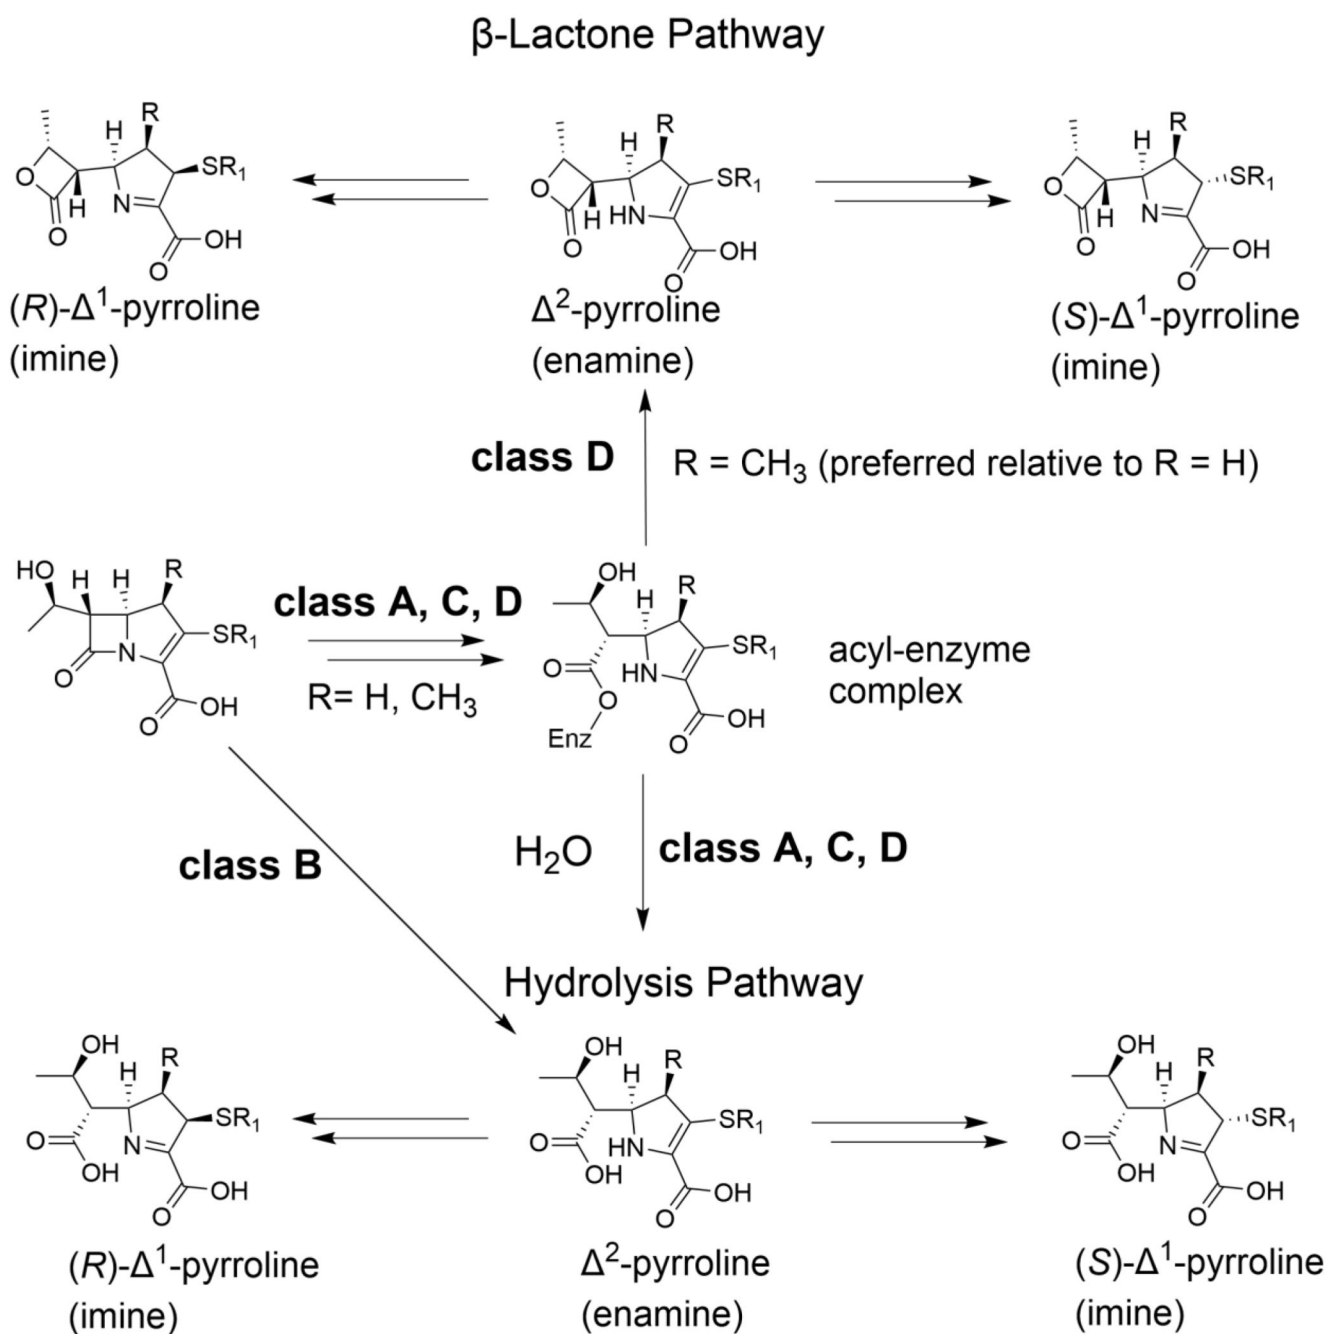 β-Lactone Pathway
R
H
SR₁
O
H
N
O
OH
O
R
H
SR₁
O
H
HN
O
OH
O
R
H
SR₁
O
H
N
O
OH
O
(R)-Δ¹-pyrroline
(imine)
Δ²-pyrroline
(enamine)
(S)-Δ¹-pyrroline
(imine)
class D
R = CH₃ (preferred relative to R = H)
HO
H
H
R
SR₁
N
O
OH
O
class A, C, D
R= H, CH₃
OH
H
R
SR₁
O
HN
O
OH
Enz
O
acyl-enzyme
complex
class B
H₂O
class A, C, D
Hydrolysis Pathway
OH
H
R
SR₁
O
N
OH
OH
O
OH
H
R
SR₁
O
HN
OH
OH
O
OH
H
R
SR₁
O
N
OH
OH
O
(R)-Δ¹-pyrroline
(imine)
Δ²-pyrroline
(enamine)
(S)-Δ¹-pyrroline
(imine)